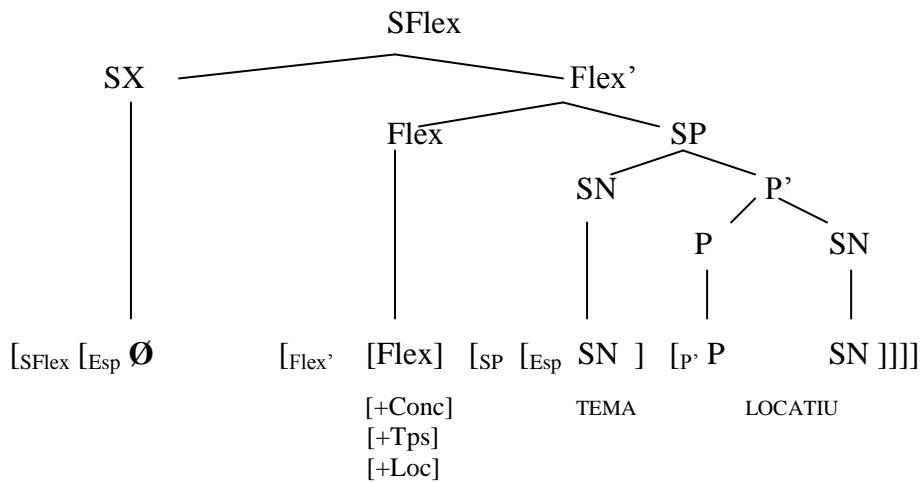 SFlex
SX Flex’
Flex SP
SN P’
P SN
[SFlex [Esp Ø [Flex’ [Flex] [SP [Esp SN ] [P’ P SN ]]]]
[+Conc] TEMA LOCATIU
[+Tps]
[+Loc]